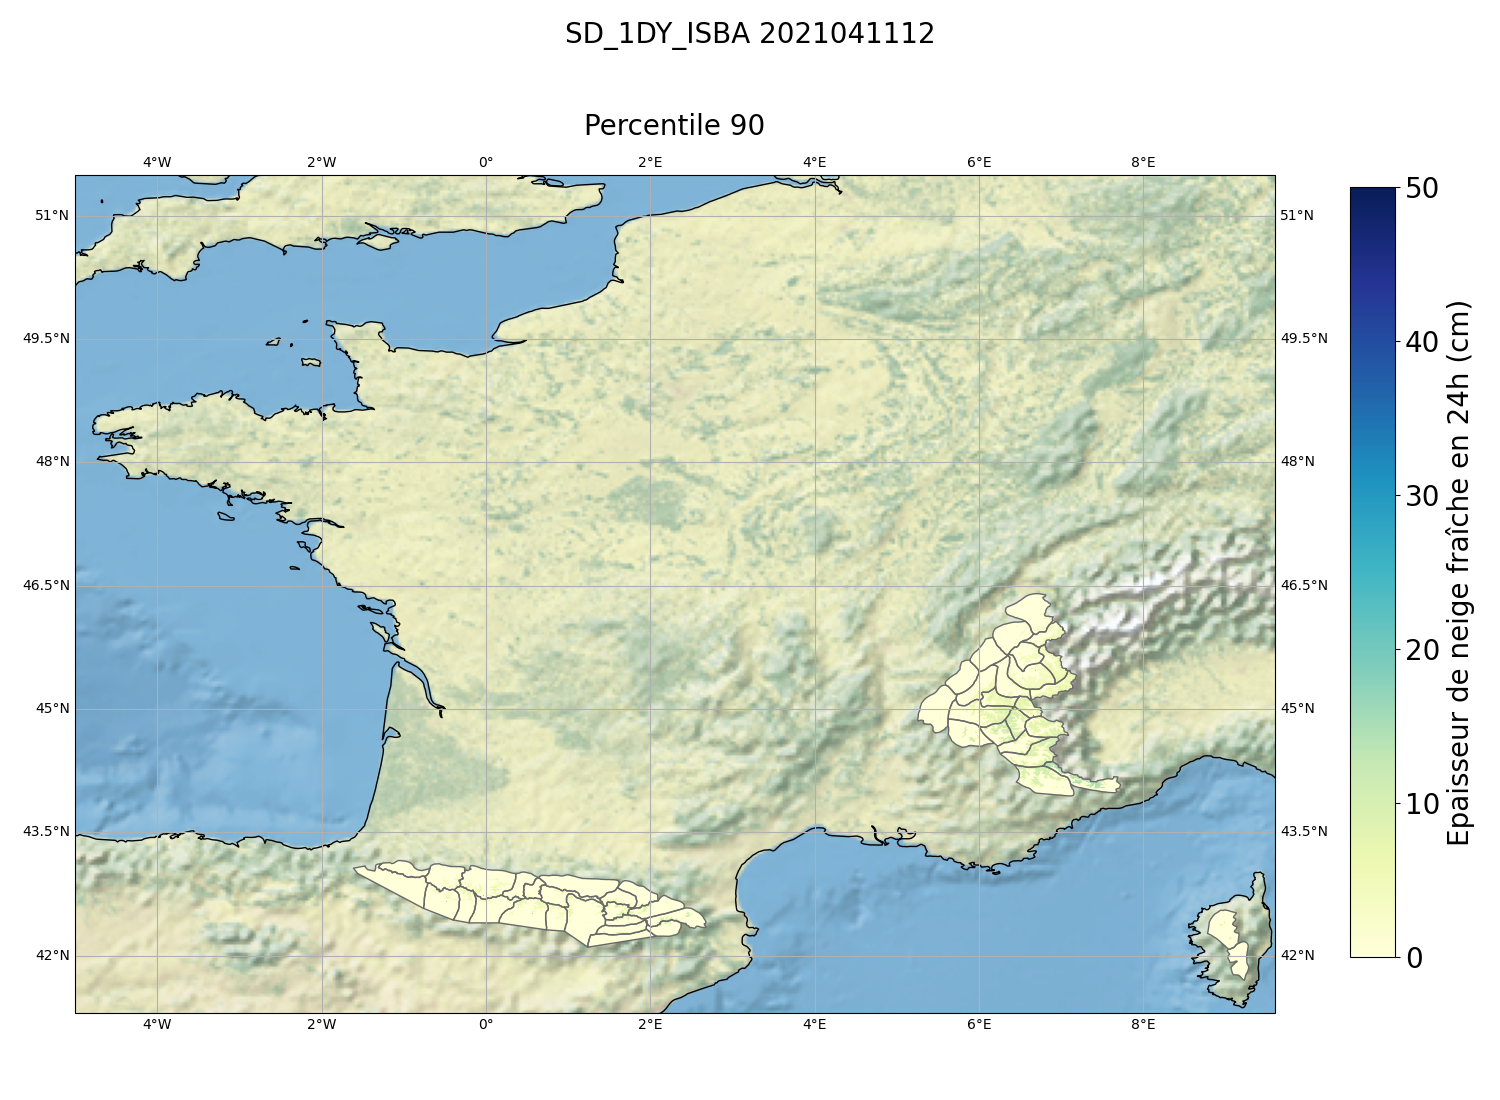 SD_1DY_ISBA 2021041112
Percentile 90
4°W 2°W 0° 2°E 4°E 6°E 8°E
51°N 51°N
49.5°N 49.5°N
48°N 48°N
46.5°N 46.5°N
45°N 45°N
43.5°N 43.5°N
42°N 42°N
4°W 2°W 0° 2°E 4°E 6°E 8°E
50
40
30
20
10
0
Epaisseur de neige fraîche en 24h (cm)